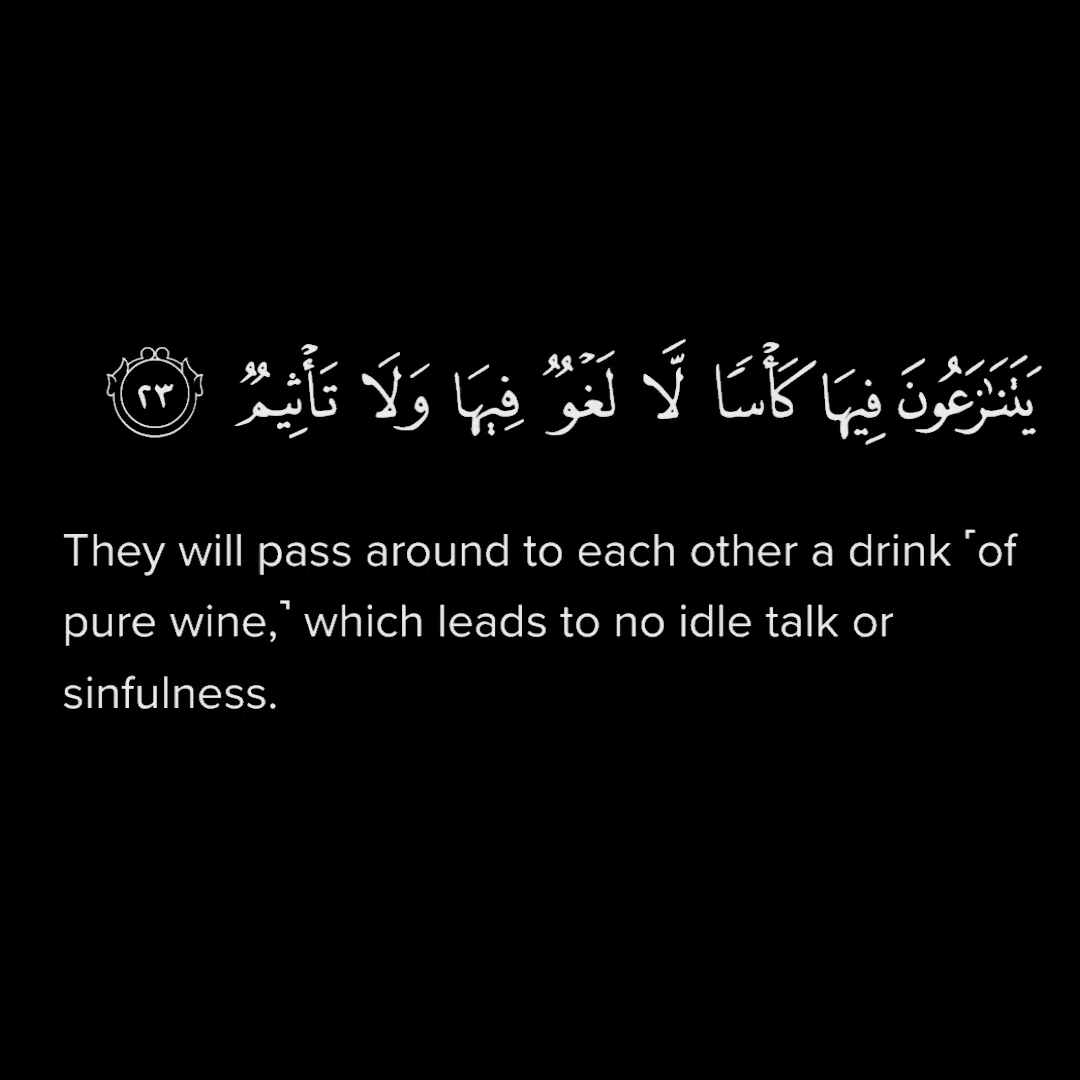 يَتَنَـٰزَعُونَ فِيهَا كَأْسًا لَّا لَغْوٌ فِيهَا وَلَا تَأْثِيمٌ ٢٣
They will pass around to each other a drink ˹of
pure wine,˺ which leads to no idle talk or
sinfulness.